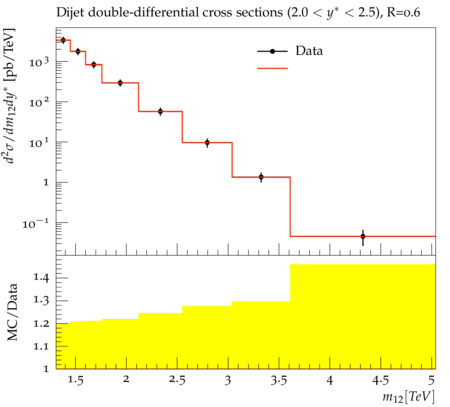 Dijet double-differential cross sections (2.0 < y* < 2.5), R=0.6
d²σ/dm₁₂dy* [pb/TeV]
10³
10²
10¹
1
10⁻¹
Data
MC/Data
1.4
1.3
1.2
1.1
1
1.5 2 2.5 3 3.5 4 4.5 5
m₁₂[TeV]